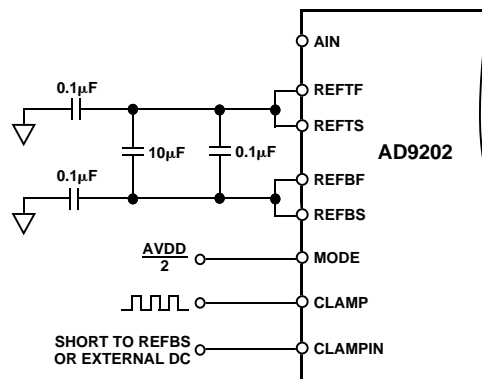 AIN
0.1µF
REFTF
REFTS
10µF
0.1µF
AD9202
0.1µF
REFBF
REFBS
AVDD
2
MODE
CLAMP
SHORT TO REFBS
OR EXTERNAL DC
CLAMPIN